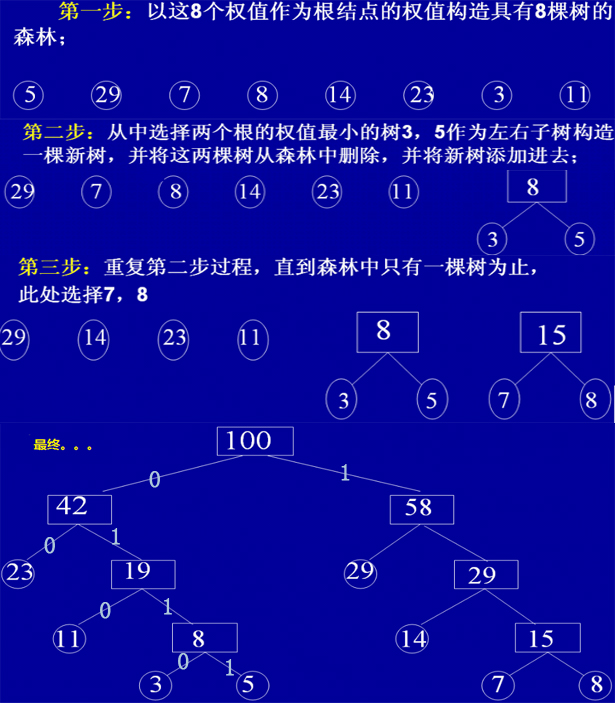 第一步：以这8个权值作为根结点的权值构造具有8棵树的
森林；
5 29 7 8 14 23 3 11
第二步：从中选择两个根的权值最小的树3，5作为左右子树构造
一棵新树，并将这两棵树从森林中删除，并将新树添加进去；
29 7 8 14 23 11 8
3 5
第三步：重复第二步过程，直到森林中只有一棵树为止，
此处选择7，8
29 14 23 11 8 15
3 5 7 8
最终。。。
100
0 1
42 58
0 1
23 19 29 29
0 1
11 8 14 15
0 1
3 5 7 8